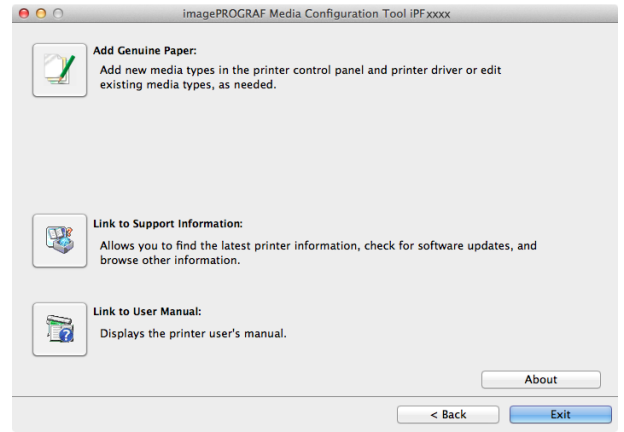 imagePROGRAF Media Configuration Tool iPFxxxx
Add Genuine Paper:
Add new media types in the printer control panel and printer driver or edit
existing media types, as needed.
Link to Support Information:
Allows you to find the latest printer information, check for software updates, and
browse other information.
Link to User Manual:
Displays the printer user's manual.
About
< Back
Exit